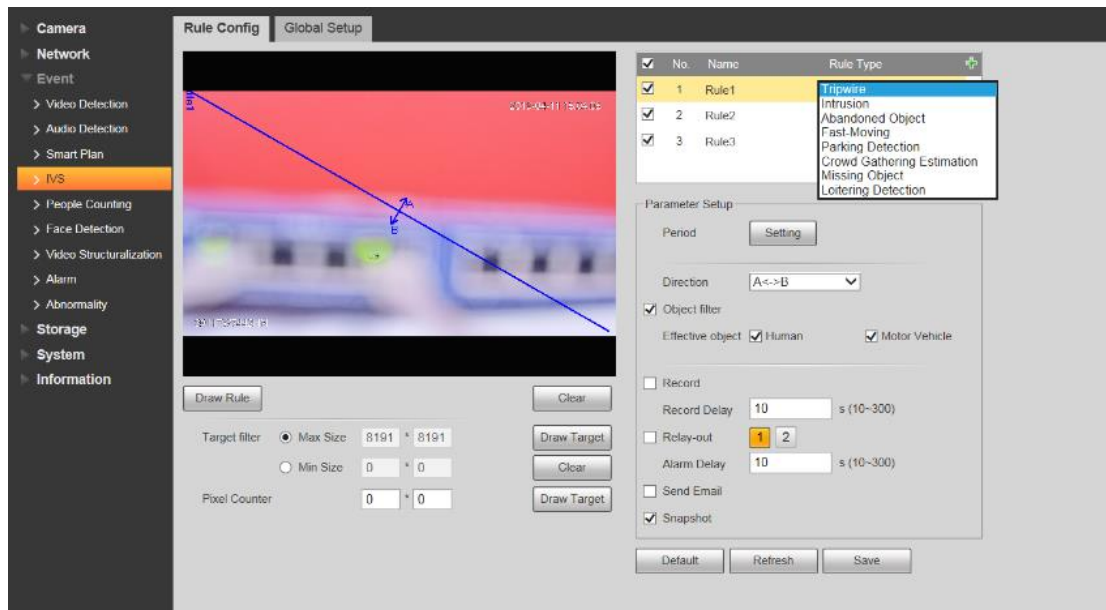 Camera
Network
Event
Video Detection
Audio Detection
Smart Plan
IVS
People Counting
Face Detection
Video Structuralization
Alarm
Abnormality
Storage
System
Information
Rule Config Global Setup
A
B
Draw Rule Clear
Target filter Max Size 8191 * 8191 Draw Target
Min Size 0 * 0 Clear
Pixel Counter 0 * 0 Draw Target
No. Name Rule Type
1 Rule1 Tripwire
Intrusion
2 Rule2 Abandoned Object
Fast-Moving
3 Rule3 Parking Detection
Crowd Gathering Estimation
Missing Object
Loitering Detection
Parameter Setup
Period Setting
Direction A<->B
Object filter
Effective object Human Motor Vehicle
Record
Record Delay 10 s (10~300)
Relay-out 1 2
Alarm Delay 10 s (10~300)
Send Email
Snapshot
Default Refresh Save